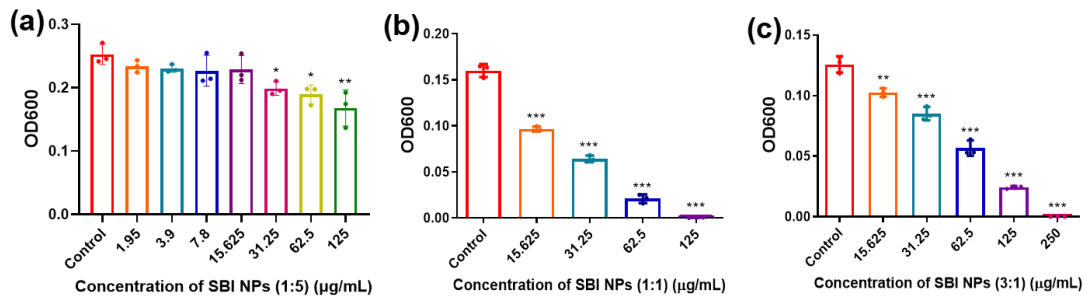 (a)
0.3
0.2
0.1
0.0
OD600
* * **
Control 1.95 3.9 7.8 15.625 31.25 62.5 125
Concentration of SBI NPs (1:5) (µg/mL)
(b)
0.20
0.15
0.10
0.05
0.00
OD600
*** *** *** ***
Control 15.625 31.25 62.5 125
Concentration of SBI NPs (1:1) (µg/mL)
(c)
0.15
0.10
0.05
0.00
OD600
** *** *** *** ***
Control 15.625 31.25 62.5 125 250
Concentration of SBI NPs (3:1) (µg/mL)